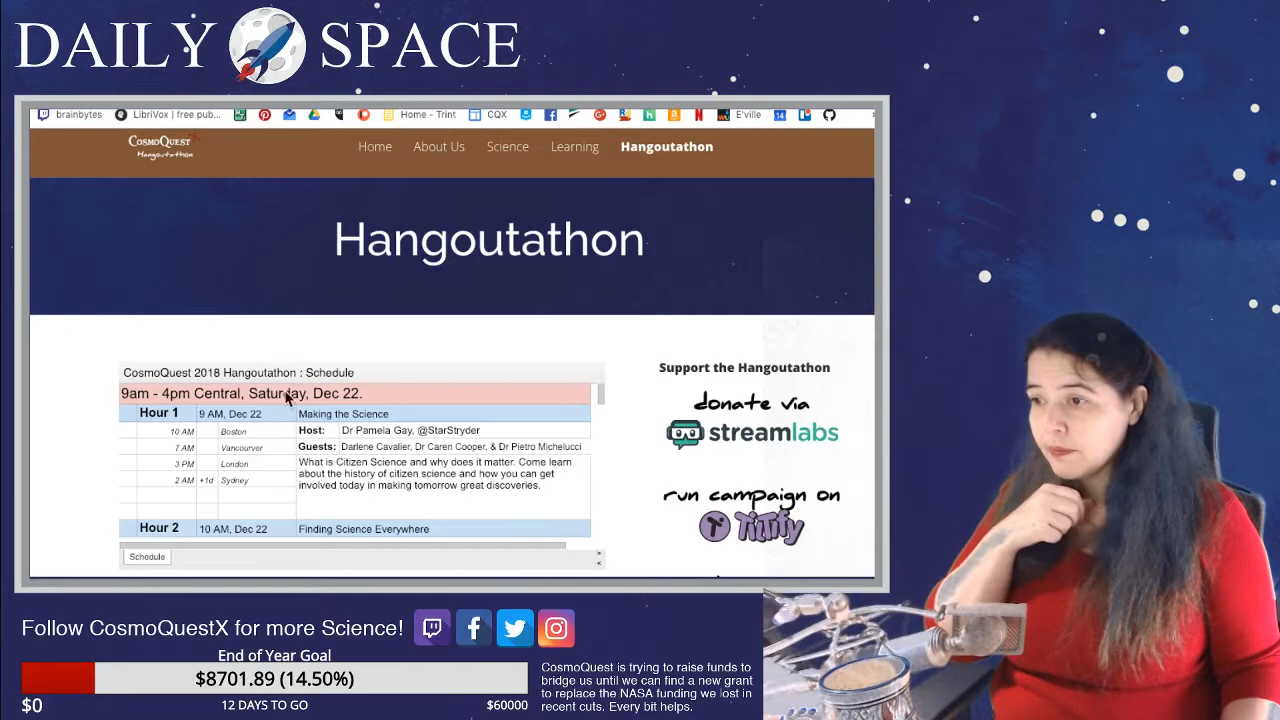 DAILY SPACE
brainbytes LibriVox | free pub... Home - Trint CQX E'ville 14
COSMOQUEST
Hangoutathon
Home About Us Science Learning Hangoutathon
Hangoutathon
CosmoQuest 2018 Hangoutathon : Schedule
9am - 4pm Central, Saturday, Dec 22.
Hour 1 9 AM, Dec 22 Making the Science
10 AM Boston Host: Dr Pamela Gay, @StarStryder
7 AM Vancourver Guests: Darlene Cavalier, Dr Caren Cooper, & Dr Pietro Michelucci
3 PM London What is Citizen Science and why does it matter. Come learn
2 AM +1d Sydney about the history of citizen science and how you can get
involved today in making tomorrow great discoveries.
Hour 2 10 AM, Dec 22 Finding Science Everywhere
Schedule
Support the Hangoutathon
donate via
streamlabs
run campaign on
Tiltify
Follow CosmoQuestX for more Science!
End of Year Goal
$8701.89 (14.50%)
$0 12 DAYS TO GO $60000
CosmoQuest is trying to raise funds to
bridge us until we can find a new grant
to replace the NASA funding we lost in
recent cuts. Every bit helps.